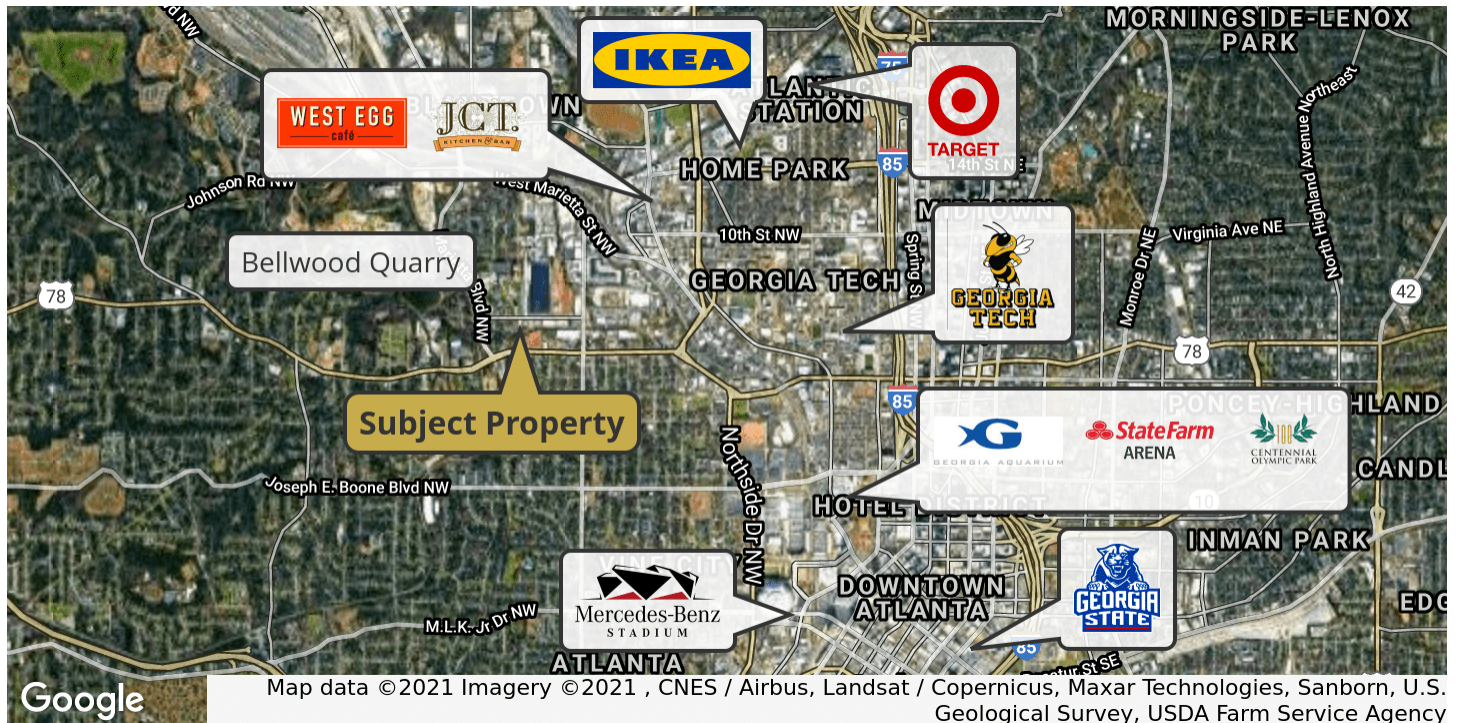 MORNINGSIDE-LENOX
PARK
IKEA
75
ATLANTIC
STATION
TARGET
WEST EGG
café
JCT.
KITCHEN & BAR
HOME PARK
85
14th St NE
Johnson Rd NW
West Marietta St NW
MIDTOWN
10th St NW
Spring St NW
Monroe Dr NE
Virginia Ave NE
North Highland Avenue Northeast
Bellwood Quarry
Blvd NW
GEORGIA TECH
GEORGIA
TECH
78
42
78
Subject Property
85
PONCEY-HIGHLAND
GEORGIA AQUARIUM
StateFarm
ARENA
100
CENTENNIAL
OLYMPIC PARK
CANDL
Northside Dr NW
Joseph E. Boone Blvd NW
HOTEL DISTRICT
10
INMAN PARK
VINE CITY
Mercedes-Benz
STADIUM
DOWNTOWN
ATLANTA
GEORGIA
STATE
EDG
M.L.K. Jr Dr NW
85
ATLANTA
Google
Map data ©2021 Imagery ©2021 , CNES / Airbus, Landsat / Copernicus, Maxar Technologies, Sanborn, U.S.
Geological Survey, USDA Farm Service Agency